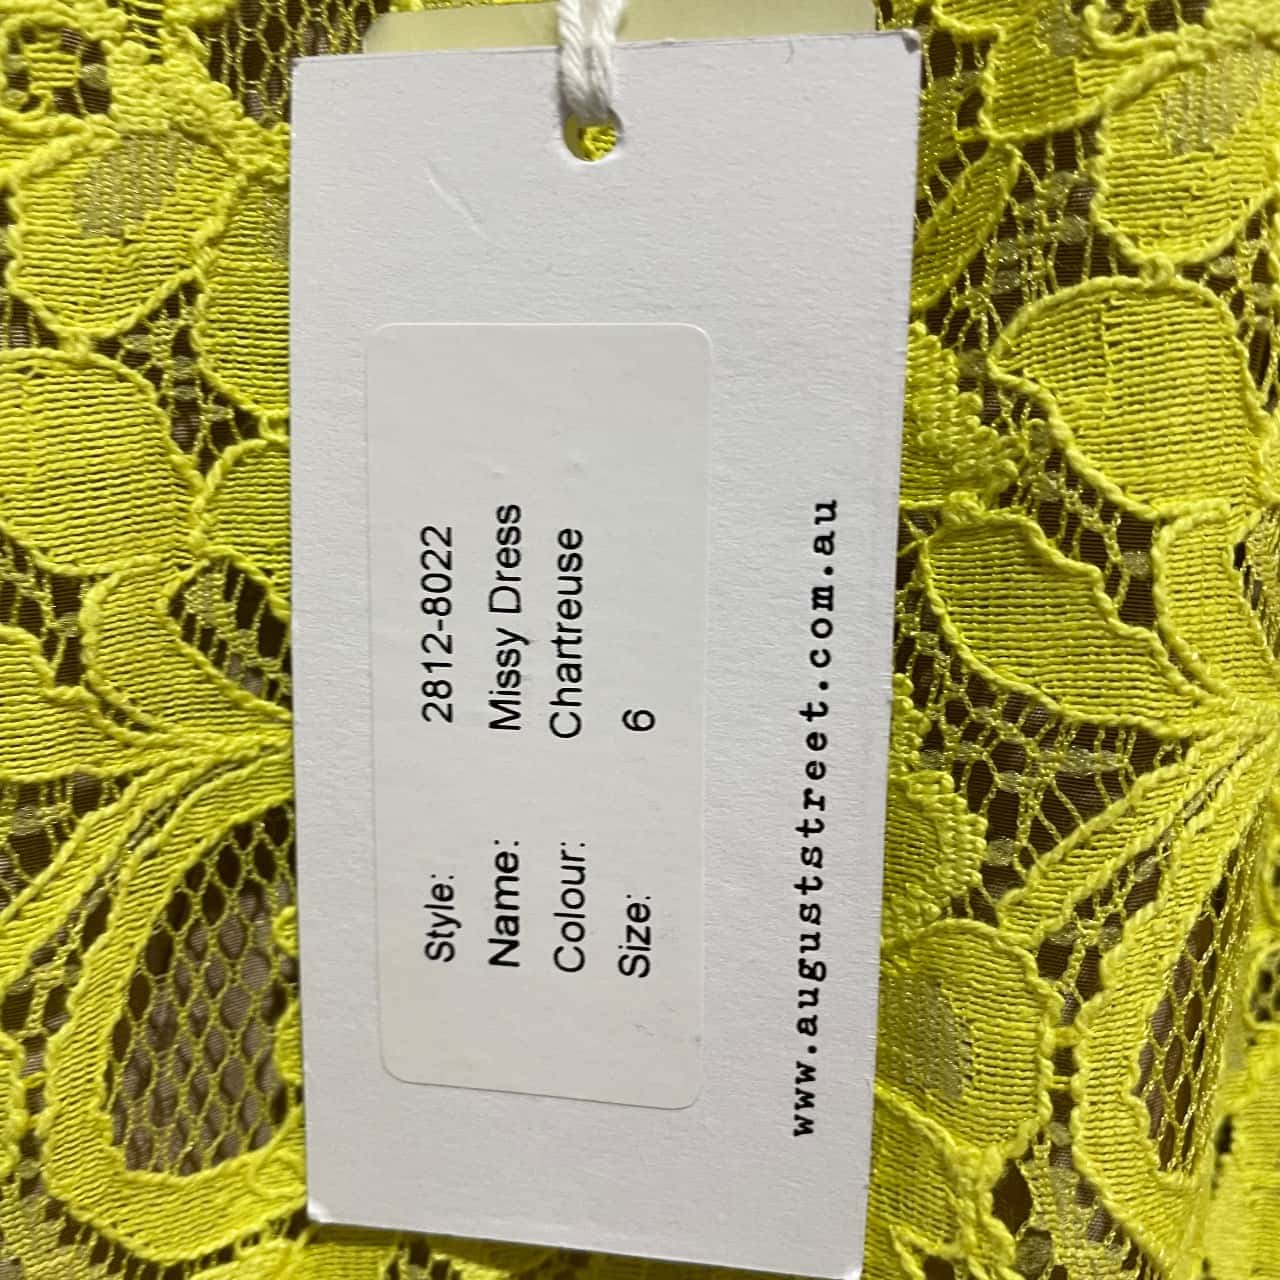 Style: 2812-8022
Name: Missy Dress
Colour: Chartreuse
Size: 6
www.auguststreet.com.au